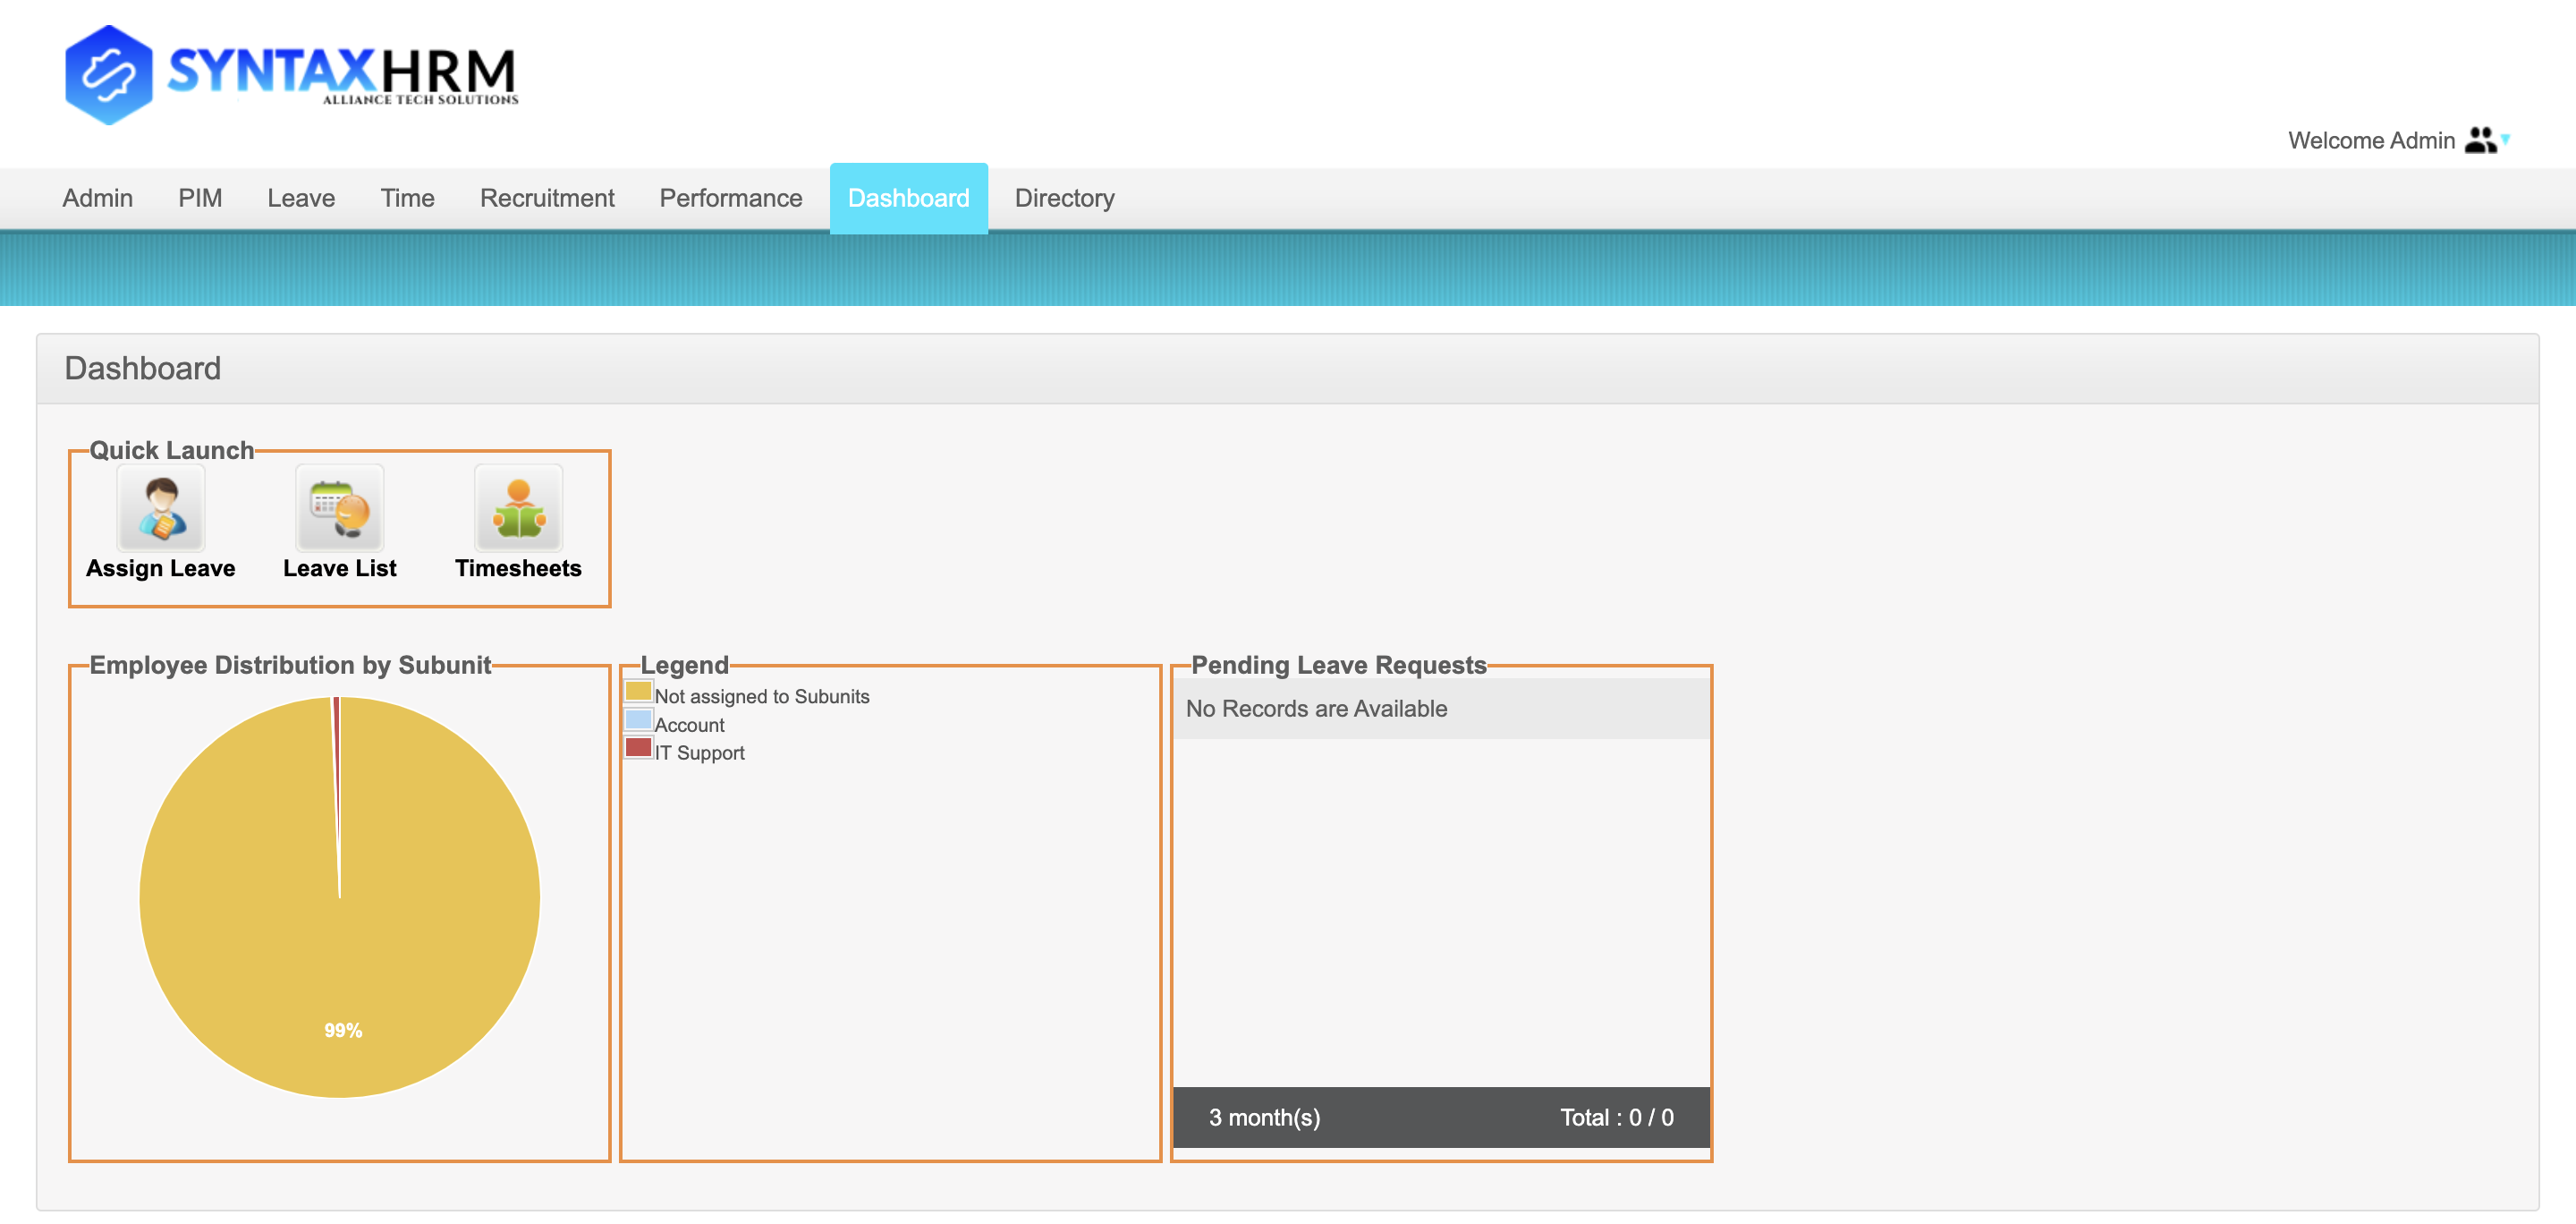 SYNTAXHRM
ALLIANCE TECH SOLUTIONS
Welcome Admin
Admin PIM Leave Time Recruitment Performance Dashboard Directory
Dashboard
Quick Launch
Assign Leave Leave List Timesheets
Employee Distribution by Subunit
99%
Legend
Not assigned to Subunits
Account
IT Support
Pending Leave Requests
No Records are Available
3 month(s) Total : 0 / 0